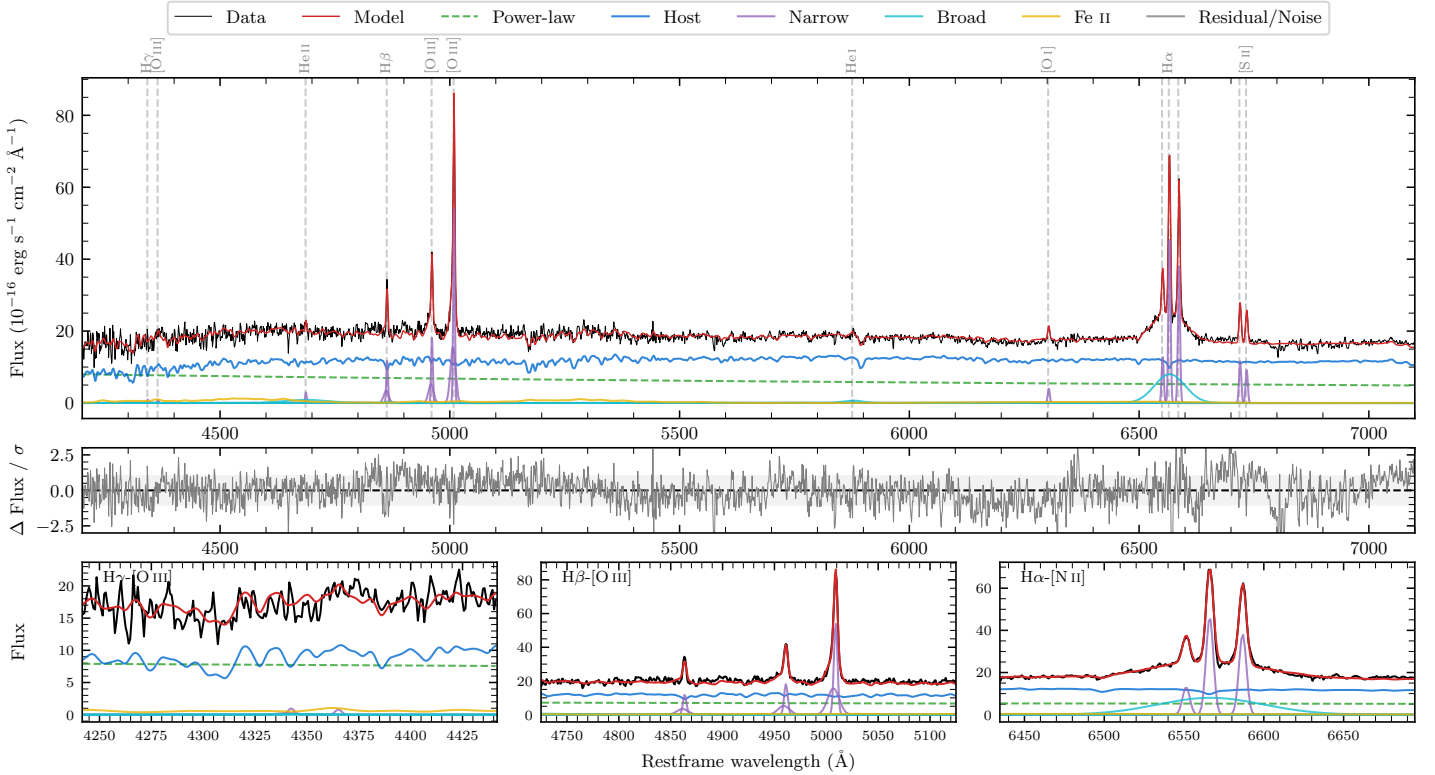 Data Model Power-law Host Narrow Broad Fe II Residual/Noise
Hγ [O III] He II Hβ [O III] [O III] He I [O I] Hα [S II]
Flux (10⁻¹⁶ erg s⁻¹ cm⁻² Å⁻¹)
80
60
40
20
0
4500 5000 5500 6000 6500 7000
Δ Flux / σ
2.5
0.0
−2.5
4500 5000 5500 6000 6500 7000
Flux
Hγ-[O III]
20
15
10
5
0
4250 4275 4300 4325 4350 4375 4400 4425
Hβ-[O III]
80
60
40
20
0
4750 4800 4850 4900 4950 5000 5050 5100
Hα-[N II]
60
40
20
0
6450 6500 6550 6600 6650
Restframe wavelength (Å)